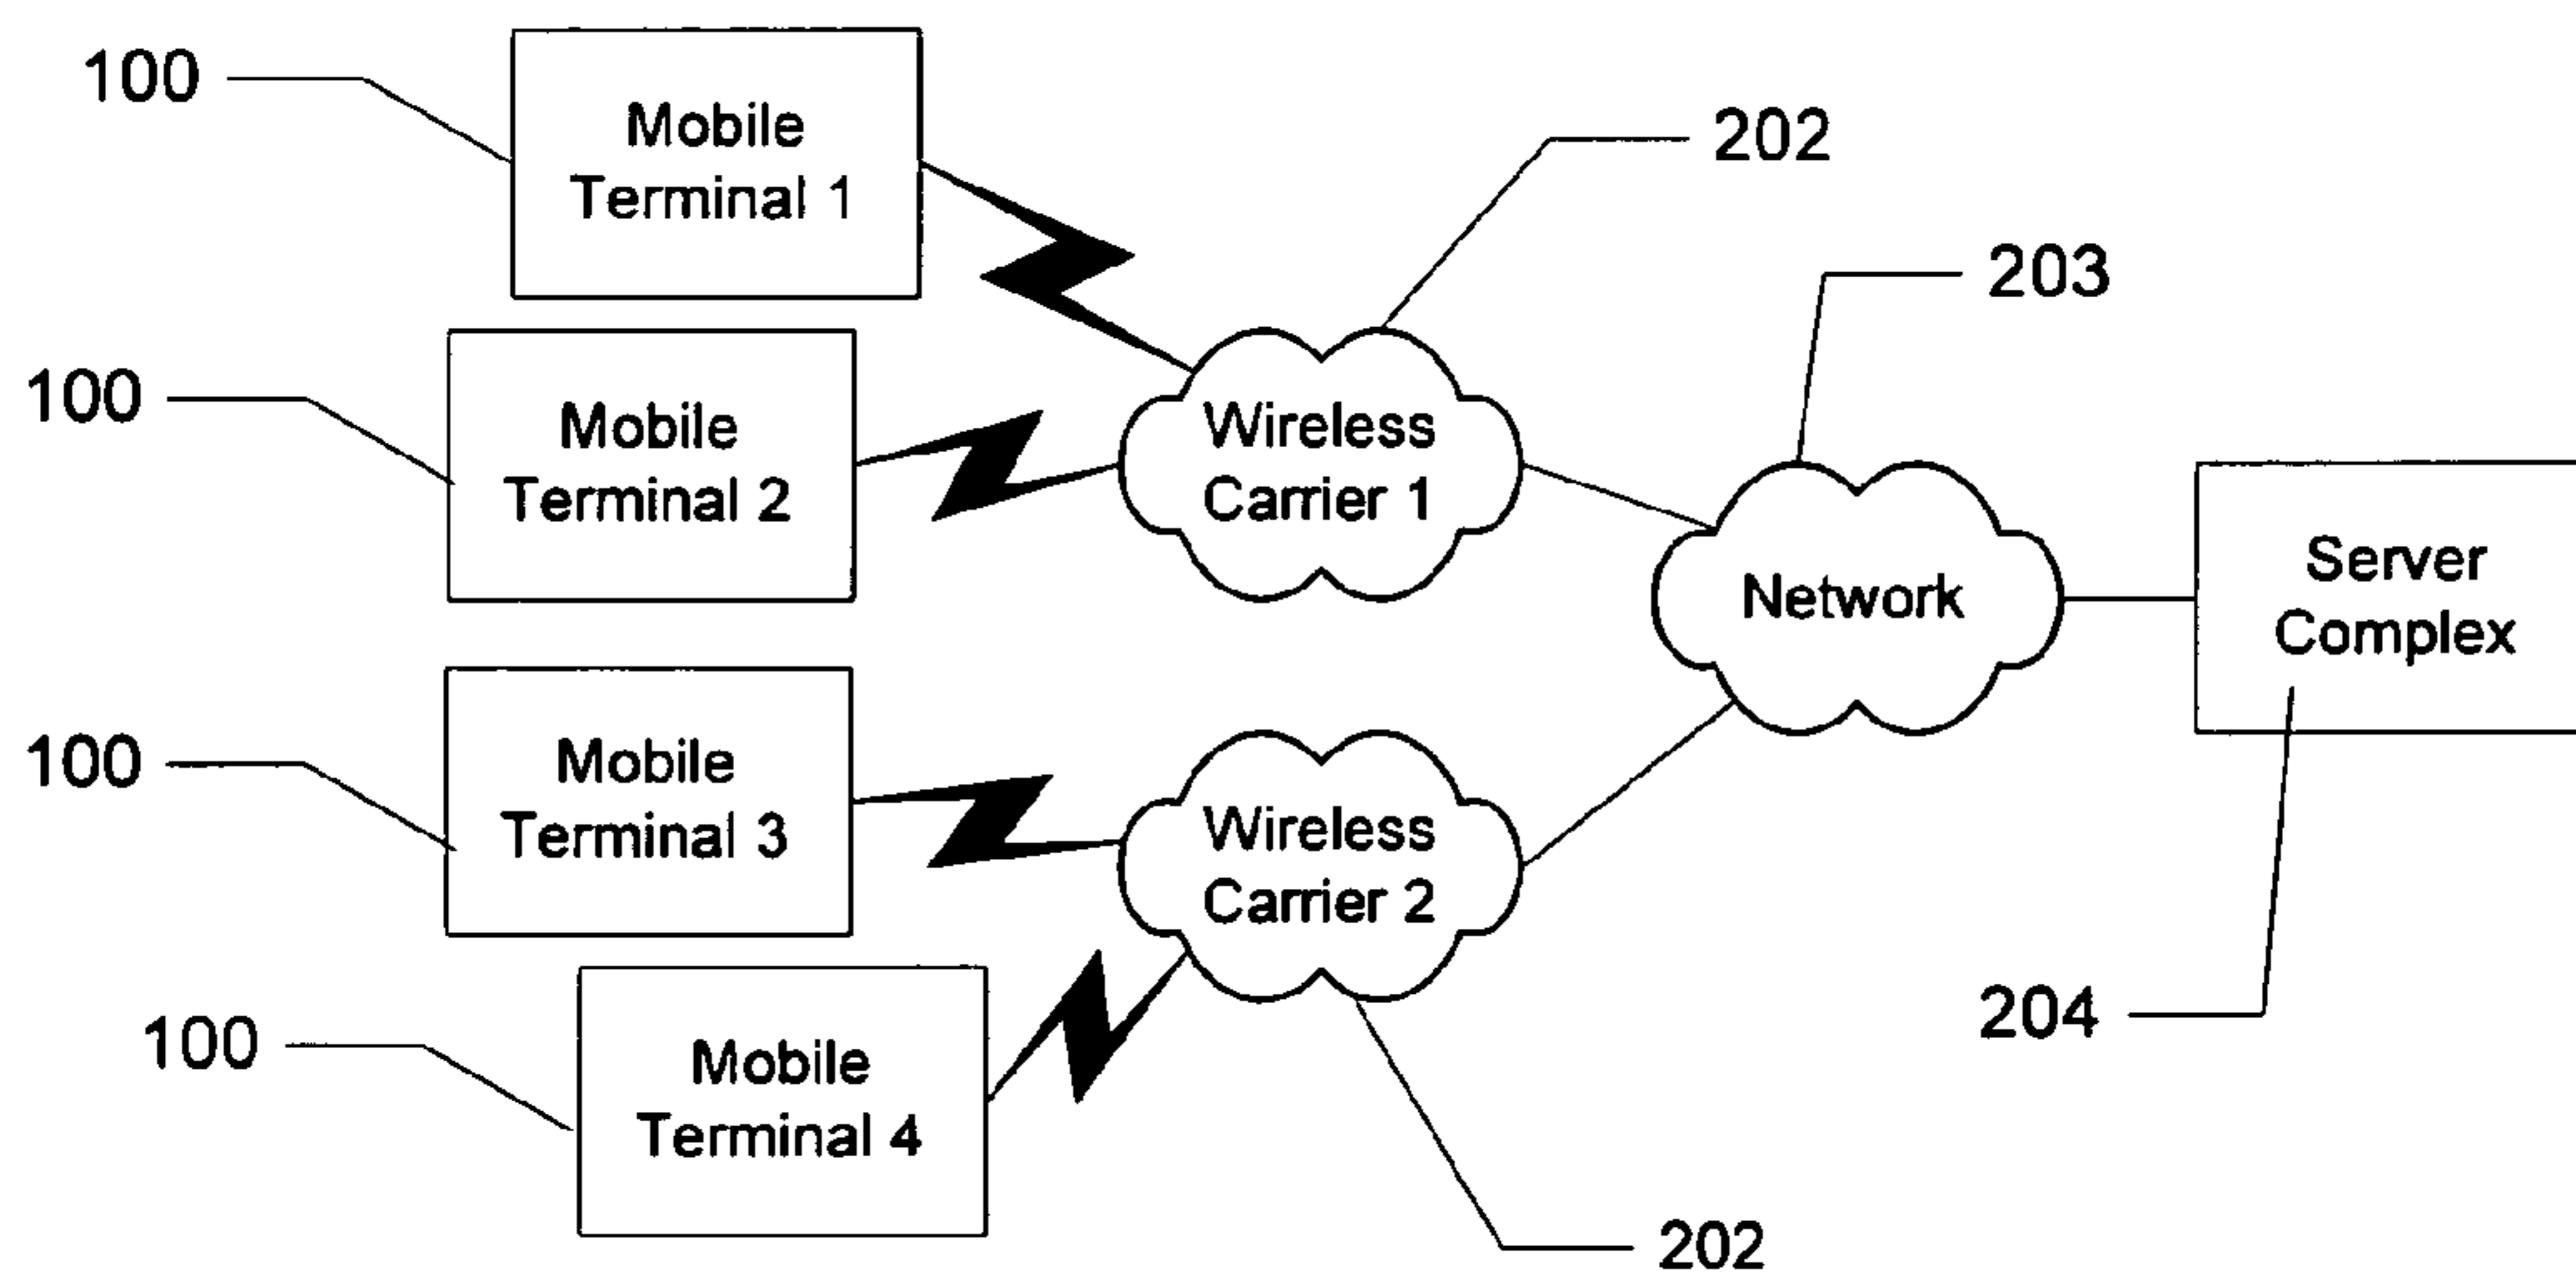 100
Mobile
Terminal 1
202
203
100
Mobile
Terminal 2
Wireless
Carrier 1
Network
Server
Complex
100
Mobile
Terminal 3
Wireless
Carrier 2
204
100
Mobile
Terminal 4
202